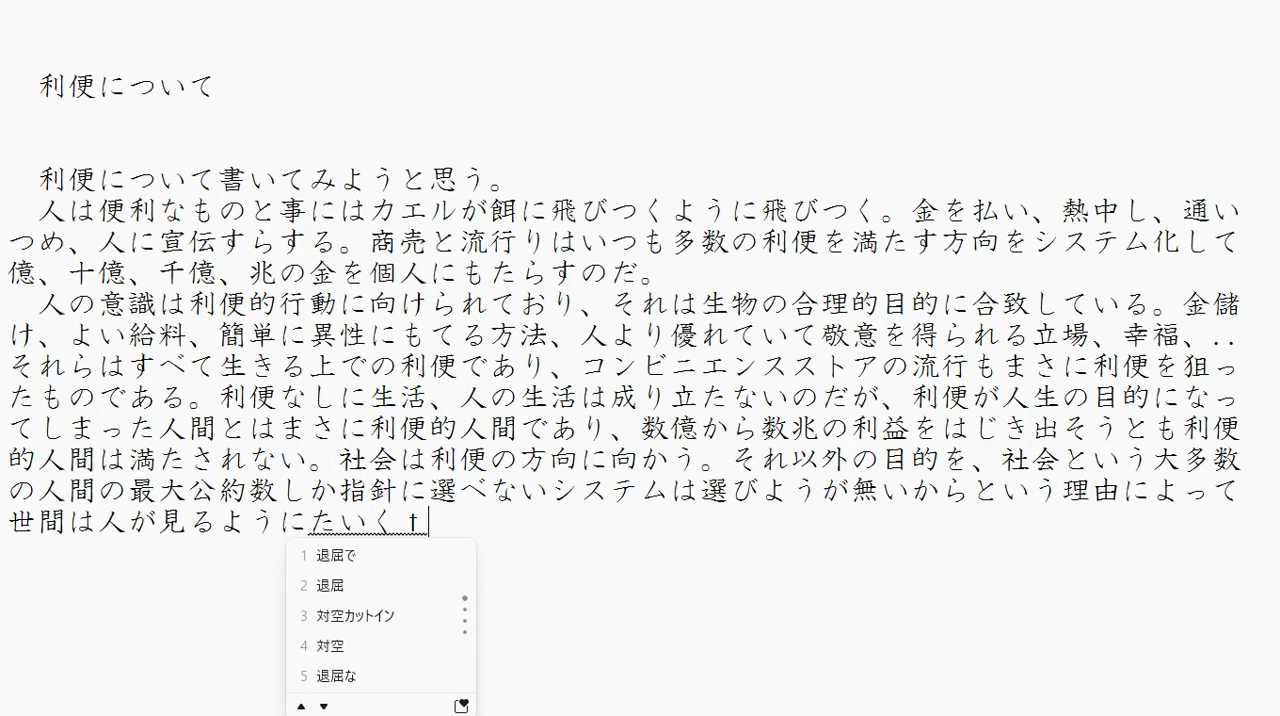 利便について
利便について書いてみようと思う。
人は便利なものと事にはカエルが餌に飛びつくように飛びつく。金を払い、熱中し、通い
つめ、人に宣伝すらする。商売と流行りはいつも多数の利便を満たす方向をシステム化して
億、十億、千億、兆の金を個人にもたらすのだ。
人の意識は利便的行動に向けられており、それは生物の合理的目的に合致している。金儲
け、よい給料、簡単に異性にもてる方法、人より優れていて敬意を得られる立場、幸福、..
それらはすべて生きる上での利便であり、コンビニエンスストアの流行もまさに利便を狙っ
たものである。利便なしに生活、人の生活は成り立たないのだが、利便が人生の目的になっ
てしまった人間とはまさに利便的人間であり、数億から数兆の利益をはじき出そうとも利便
的人間は満たされない。社会は利便の方向に向かう。それ以外の目的を、社会という大多数
の人間の最大公約数しか指針に選べないシステムは選びようが無いからという理由によって
世間は人が見るようにたいくt
1 退屈で
2 退屈
3 対空カットイン
4 対空
5 退屈な